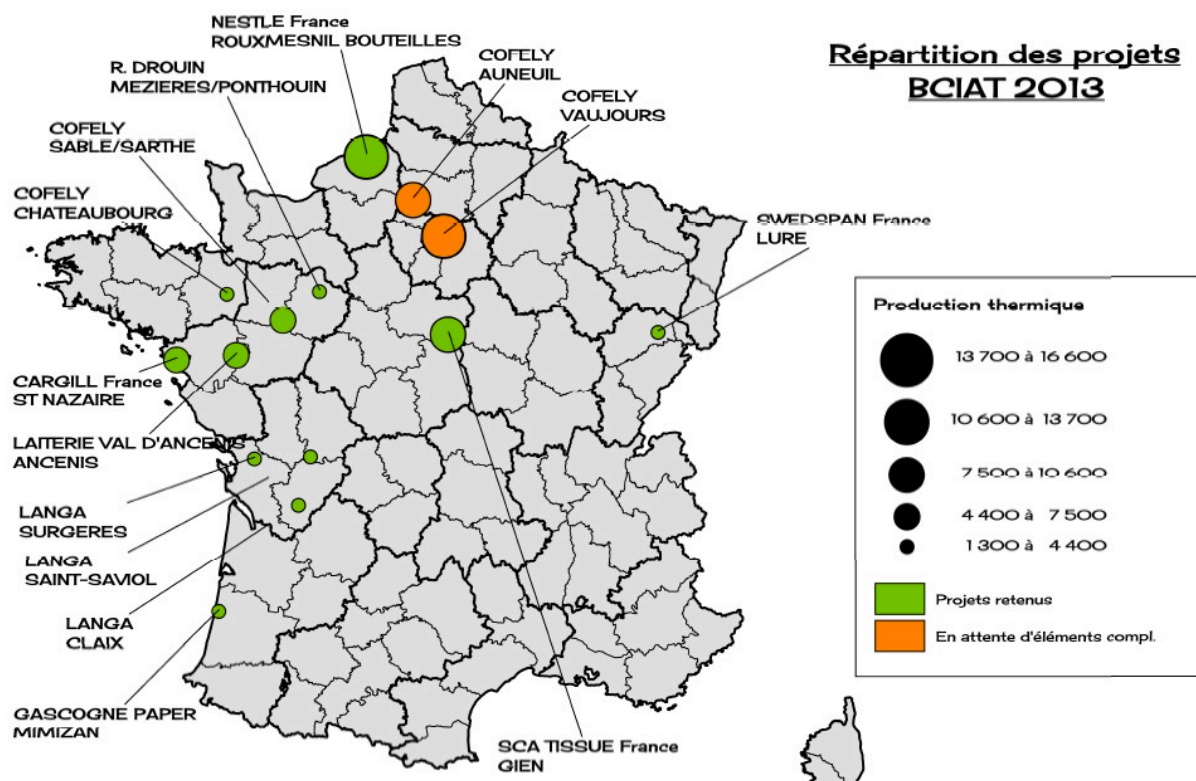 Répartition des projets
BCIAT 2013
NESTLE France
ROUXMESNIL BOUTEILLES
COFELY
AUNEUIL
R. DROUIN
MEZIERES/PONTHOUIN
COFELY
VAUJOURS
COFELY
SABLE/SARTHE
COFELY
CHATEAUBOURG
SWEDSPAN France
LURE
CARGILL France
ST NAZAIRE
LAITERIE VAL D'ANCENIS
ANCENIS
LANGA
SURGERES
LANGA
SAINT-SAVIOL
LANGA
CLAIX
GASCOGNE PAPER
MIMIZAN
SCA TISSUE France
GIEN
Production thermique
13 700 à 16 600
10 600 à 13 700
7 500 à 10 600
4 400 à 7 500
1 300 à 4 400
Projets retenus
En attente d'éléments compl.